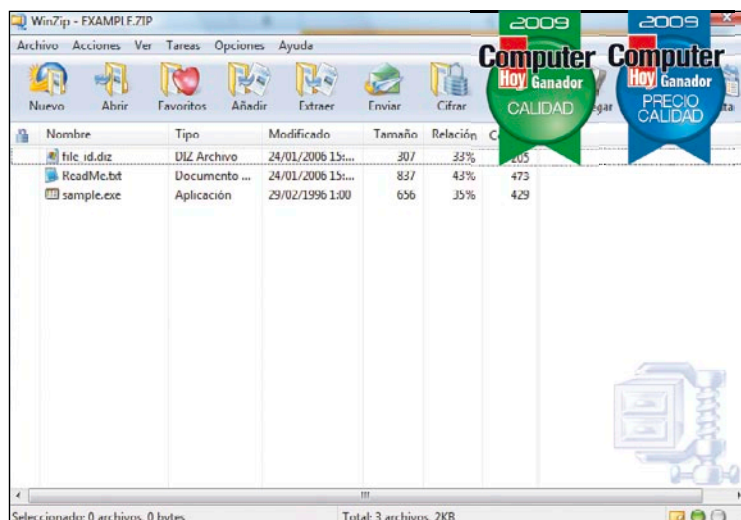 WinZip - EXAMPLE.ZIP
Archivo Acciones Ver Tareas Opciones Ayuda
Nuevo Abrir Favoritos Añadir Extraer Enviar Cifrar
Nombre Tipo Modificado Tamaño Relación
file_id.diz DIZ Archivo 24/01/2006 15:... 307 33% 205
ReadMe.txt Documento ... 24/01/2006 15:... 837 43% 473
sample.exe Aplicación 29/02/1996 1:00 656 35% 429
Seleccionado: 0 archivos, 0 bytes
Total: 3 archivos, 2KB
2009
Computer
Hoy Ganador
CALIDAD
2009
Computer
Hoy Ganador
PRECIO
CALIDAD